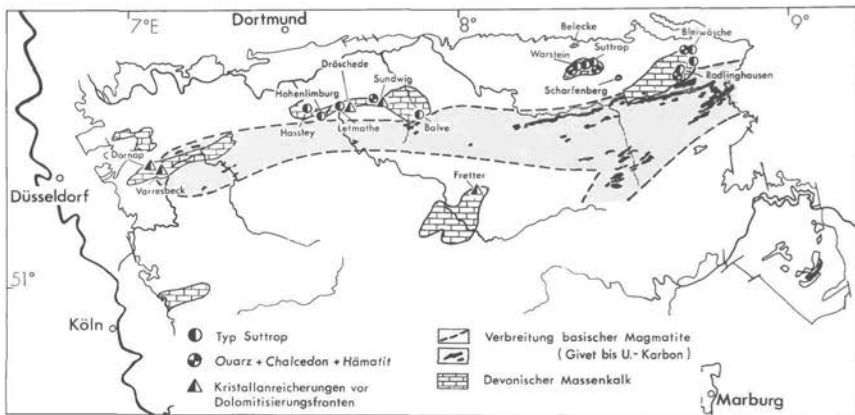 7°E
Dortmund
8
9°
Belecke
Bleiwäsche
Warstein
Suttrop
Dröschede
Hohenlimburg
Sundwig
Scharfenberg
Radlinghausen
Hassley
Letmathe
Balve
Dornap
Varresbeck
Fretter
Düsseldorf
51°
Köln
Typ Suttrop
Quarz + Chalcedon + Hämatit
Kristallanreicherungen vor
Dolomitisierungsfronten
Verbreitung basischer Magmatite
(Givet bis U.- Karbon)
Devonischer Massenkalk
Marburg